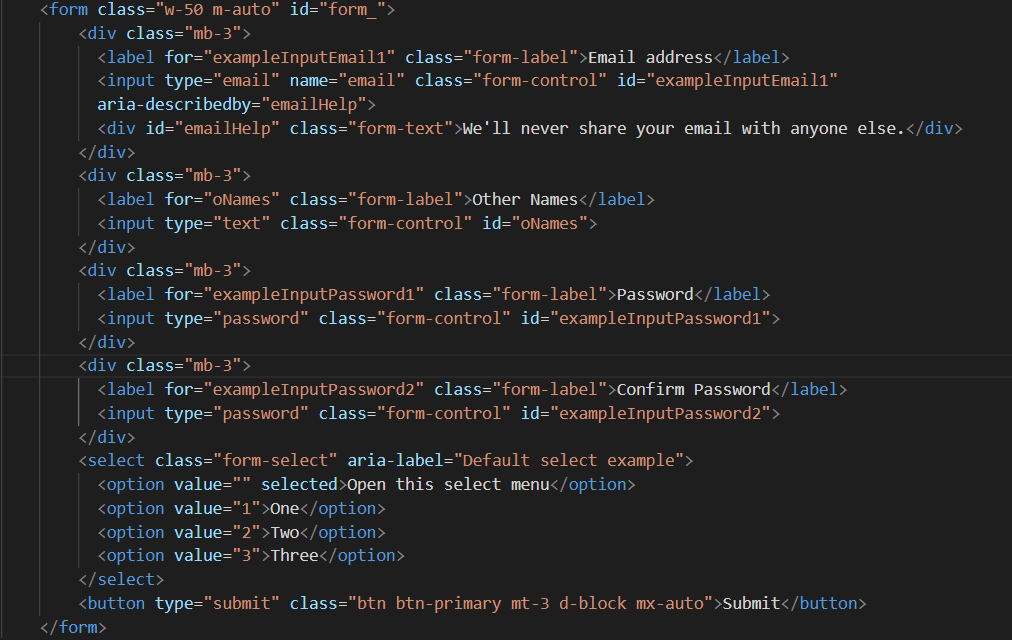 <form class="w-50 m-auto" id="form_">
<div class="mb-3">
<label for="exampleInputEmail1" class="form-label">Email address</label>
<input type="email" name="email" class="form-control" id="exampleInputEmail1"
aria-describedby="emailHelp">
<div id="emailHelp" class="form-text">We'll never share your email with anyone else.</div>
</div>
<div class="mb-3">
<label for="oNames" class="form-label">Other Names</label>
<input type="text" class="form-control" id="oNames">
</div>
<div class="mb-3">
<label for="exampleInputPassword1" class="form-label">Password</label>
<input type="password" class="form-control" id="exampleInputPassword1">
</div>
<div class="mb-3">
<label for="exampleInputPassword2" class="form-label">Confirm Password</label>
<input type="password" class="form-control" id="exampleInputPassword2">
</div>
<select class="form-select" aria-label="Default select example">
<option value="" selected>Open this select menu</option>
<option value="1">One</option>
<option value="2">Two</option>
<option value="3">Three</option>
</select>
<button type="submit" class="btn btn-primary mt-3 d-block mx-auto">Submit</button>
</form>